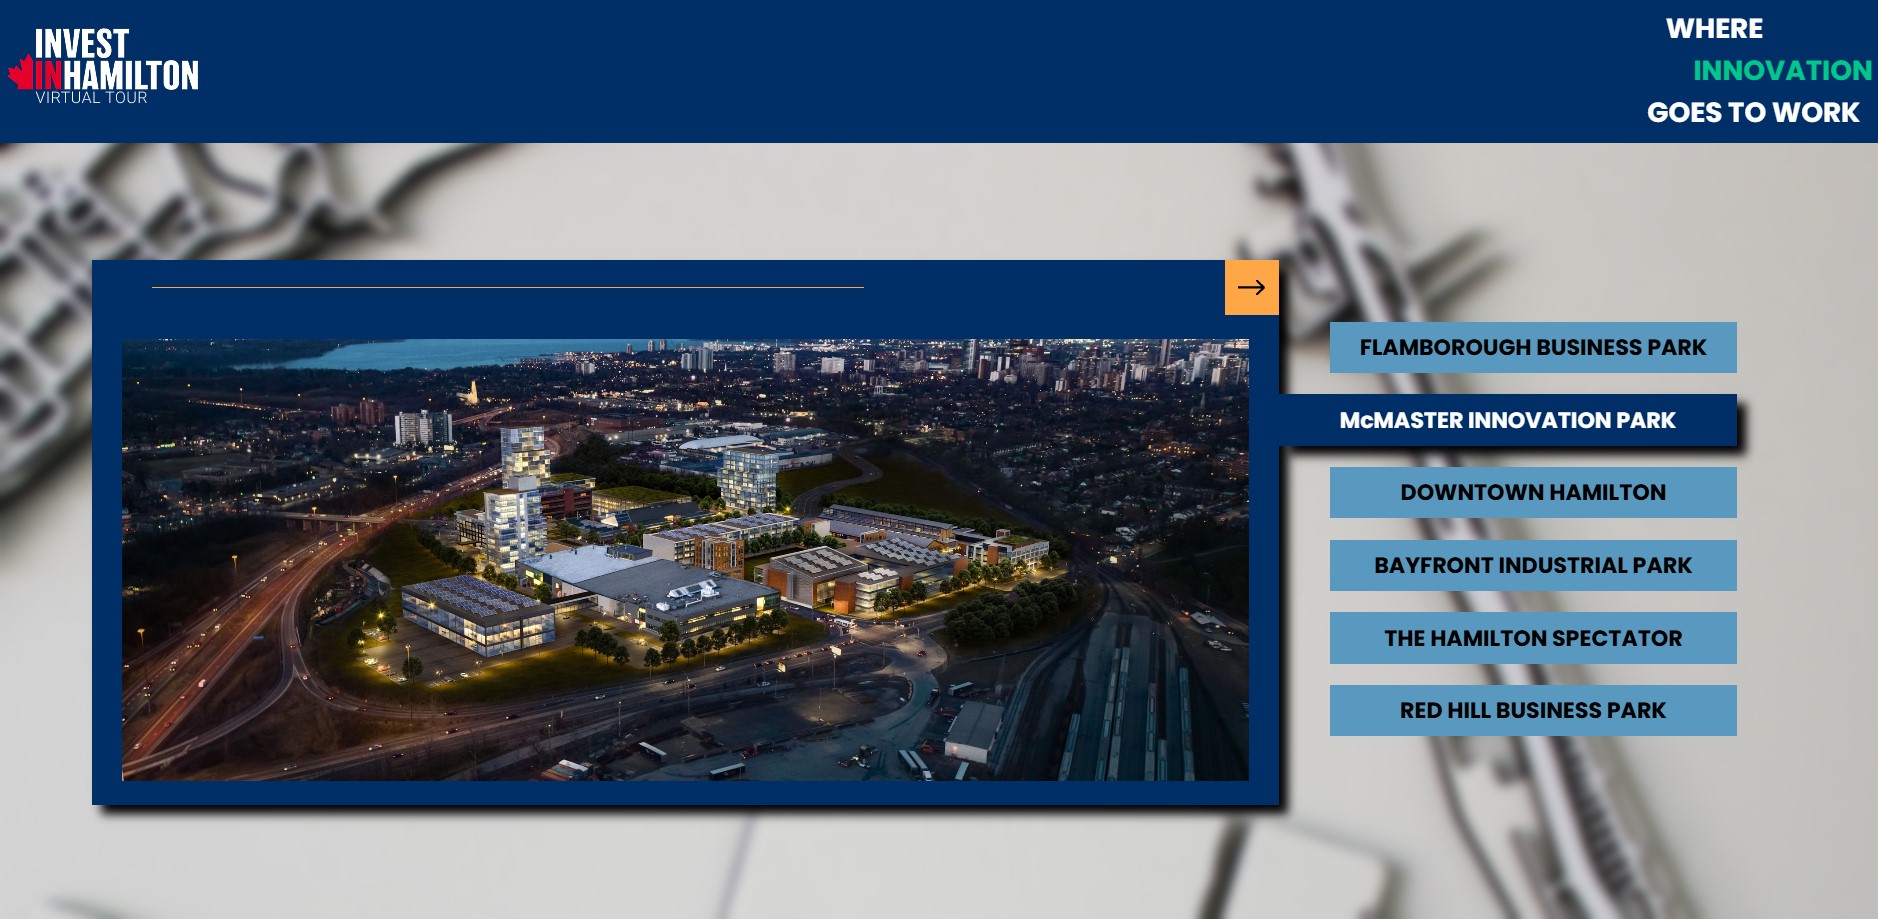 INVEST
INHAMILTON
VIRTUAL TOUR
WHERE
INNOVATION
GOES TO WORK
FLAMBOROUGH BUSINESS PARK
McMASTER INNOVATION PARK
DOWNTOWN HAMILTON
BAYFRONT INDUSTRIAL PARK
THE HAMILTON SPECTATOR
RED HILL BUSINESS PARK